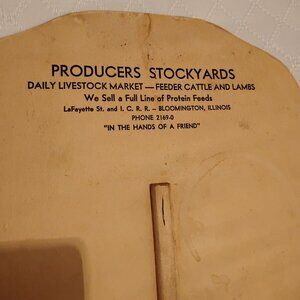 PRODUCERS STOCKYARDS
DAILY LIVESTOCK MARKET — FEEDER CATTLE AND LAMBS
We Sell a Full Line of Protein Feeds
LaFayette St. and I. C. R. R. — BLOOMINGTON, ILLINOIS
PHONE 2169-0
"IN THE HANDS OF A FRIEND"